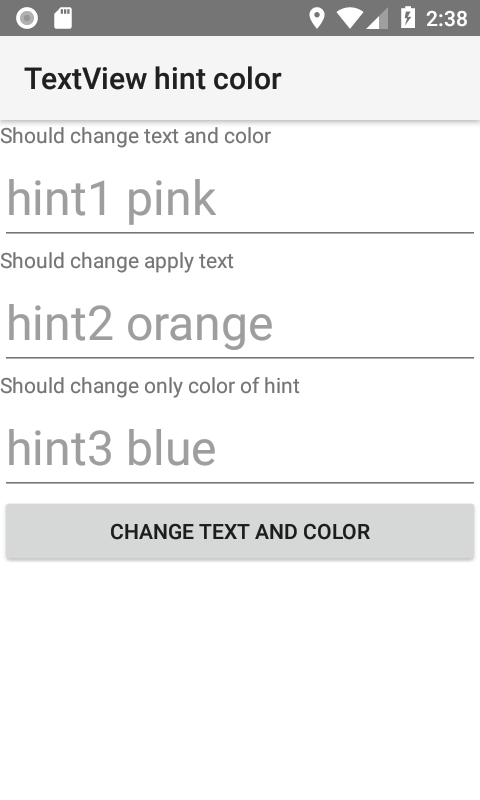 2:38
TextView hint color
Should change text and color
hint1 pink
Should change apply text
hint2 orange
Should change only color of hint
hint3 blue
CHANGE TEXT AND COLOR